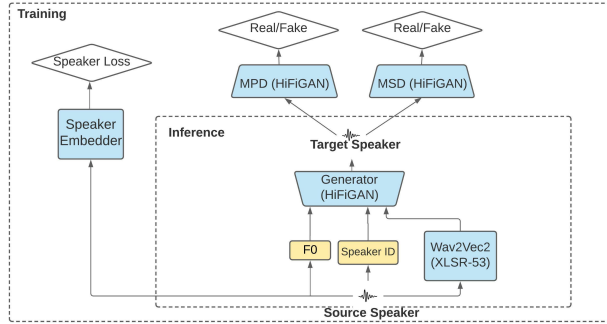 Training
Real/Fake
Real/Fake
Speaker Loss
MPD (HiFiGAN)
MSD (HiFiGAN)
Speaker
Embedder
Inference
Target Speaker
Generator
(HiFiGAN)
F0
Speaker ID
Wav2Vec2
(XLSR-53)
Source Speaker